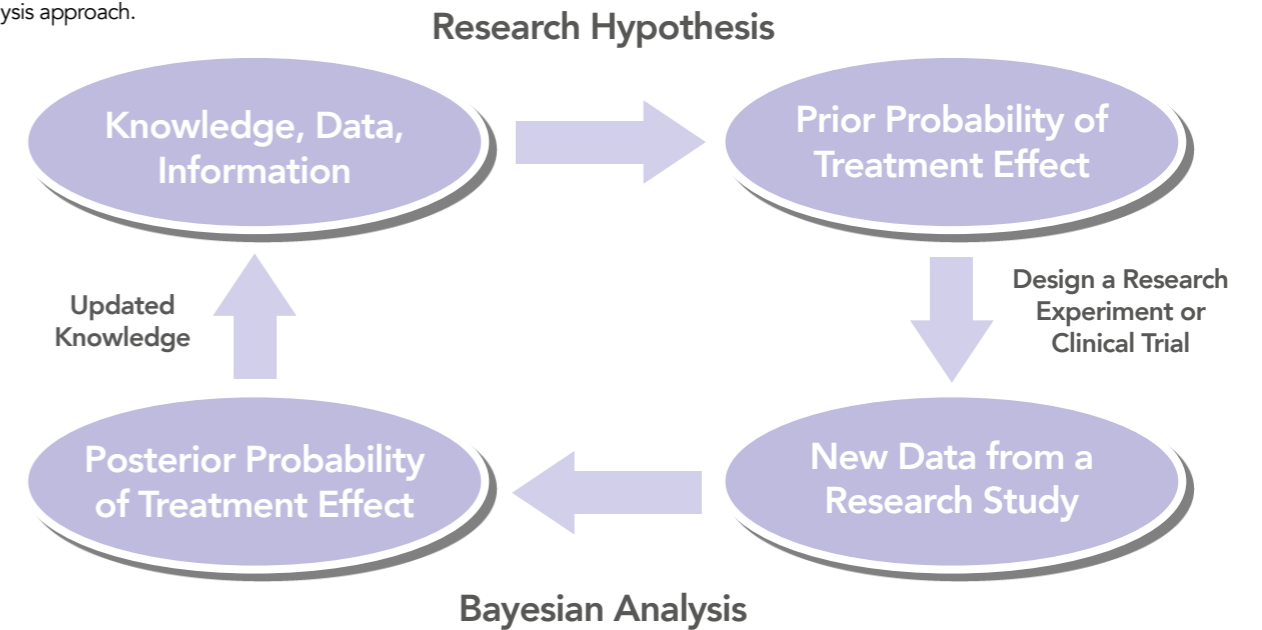 ysis approach.
Research Hypothesis
Knowledge, Data,
Information
Prior Probability of
Treatment Effect
Updated
Knowledge
Design a Research
Experiment or
Clinical Trial
Posterior Probability
of Treatment Effect
New Data from a
Research Study
Bayesian Analysis